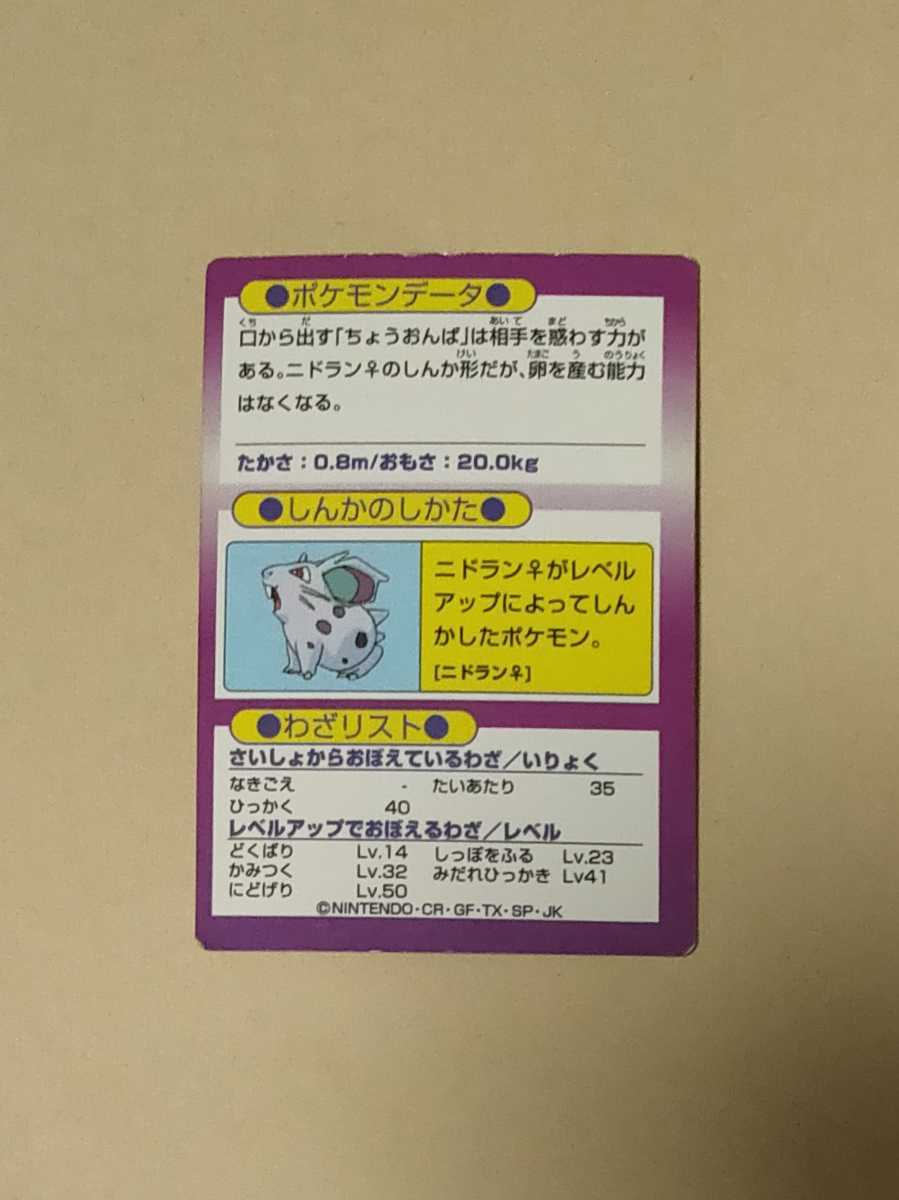 ●ポケモンデータ●
口から出す「ちょうおんぱ」は相手を惑わす力が
ある。ニドラン♀のしんか形だが、卵を産む能力
はなくなる。
たかさ：0.8m/おもさ：20.0kg
●しんかのしかた●
ニドラン♀がレベル
アップによってしん
かしたポケモン。
[ニドラン♀]
●わざリスト●
さいしょからおぼえているわざ／いりょく
なきごえ - たいあたり 35
ひっかく 40
レベルアップでおぼえるわざ／レベル
どくばり Lv.14 しっぽをふる Lv.23
かみつく Lv.32 みだれひっかき Lv41
にどげり Lv.50
©NINTENDO・CR・GF・TX・SP・JK